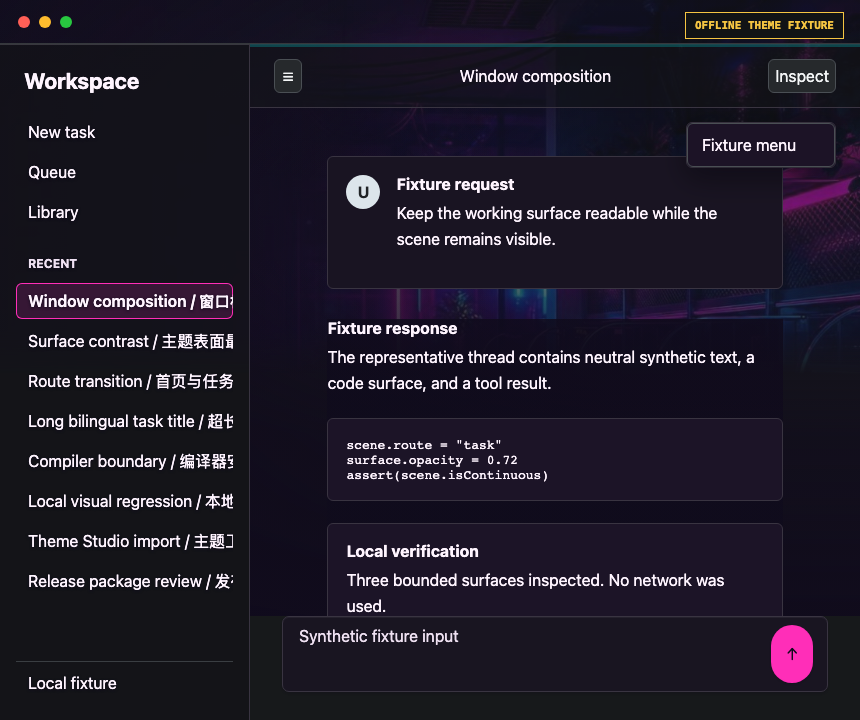 OFFLINE THEME FIXTURE
Workspace
New task
Queue
Library
RECENT
Window composition / 窗口
Surface contrast / 主题表面
Route transition / 首页与任务
Long bilingual task title / 超长
Compiler boundary / 编译器
Local visual regression / 本地
Theme Studio import / 主题
Release package review / 发
Local fixture
Window composition
Inspect
Fixture menu
U
Fixture request
Keep the working surface readable while the
scene remains visible.
Fixture response
The representative thread contains neutral synthetic text, a
code surface, and a tool result.
scene.route = "task"
surface.opacity = 0.72
assert(scene.isContinuous)
Local verification
Three bounded surfaces inspected. No network was
used.
Synthetic fixture input